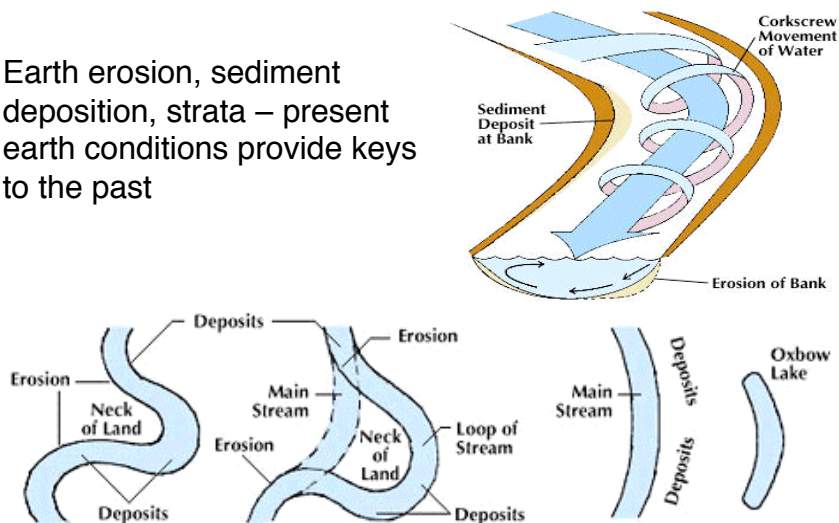 Earth erosion, sediment
deposition, strata – present
earth conditions provide keys
to the past
Corkscrew
Movement
of Water
Sediment
Deposit
at Bank
Erosion of Bank
Deposits
Erosion
Neck
of Land
Deposits
Erosion
Main
Stream
Erosion
Neck
of
Land
Loop of
Stream
Deposits
Main
Stream
Deposits
Deposits
Oxbow
Lake